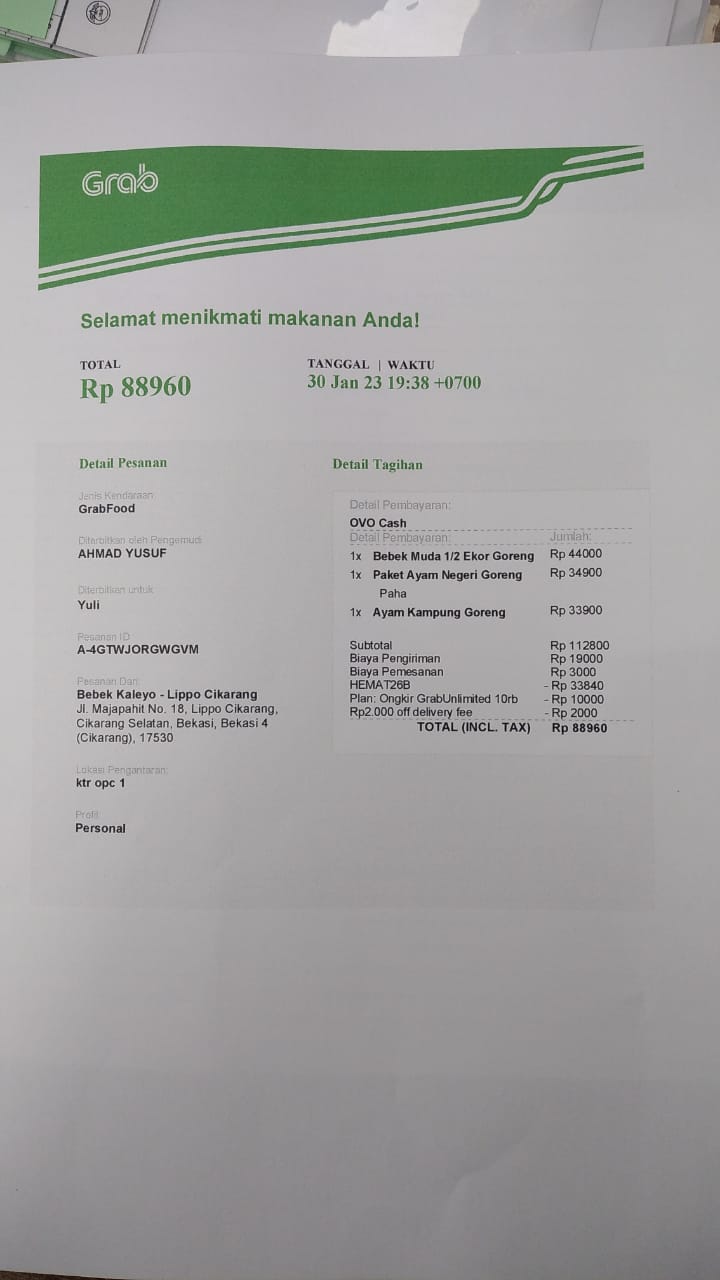 Grab
Selamat menikmati makanan Anda!
TOTAL
Rp 88960
TANGGAL | WAKTU
30 Jan 23 19:38 +0700
Detail Pesanan
Jenis Kendaraan:
GrabFood
Diterbitkan oleh Pengemudi
AHMAD YUSUF
Diterbitkan untuk
Yuli
Pesanan ID
A-4GTWJORGWGVM
Pesanan Dari:
Bebek Kaleyo - Lippo Cikarang
Jl. Majapahit No. 18, Lippo Cikarang,
Cikarang Selatan, Bekasi, Bekasi 4
(Cikarang), 17530
Lokasi Pengantaran:
ktr opc 1
Profil:
Personal
Detail Tagihan
Detail Pembayaran:
OVO Cash
Detail Pembayaran: Jumlah:
1x Bebek Muda 1/2 Ekor Goreng Rp 44000
1x Paket Ayam Negeri Goreng Rp 34900
Paha
1x Ayam Kampung Goreng Rp 33900
Subtotal Rp 112800
Biaya Pengiriman Rp 19000
Biaya Pemesanan Rp 3000
HEMAT26B - Rp 33840
Plan: Ongkir GrabUnlimited 10rb - Rp 10000
Rp2.000 off delivery fee - Rp 2000
TOTAL (INCL. TAX) Rp 88960